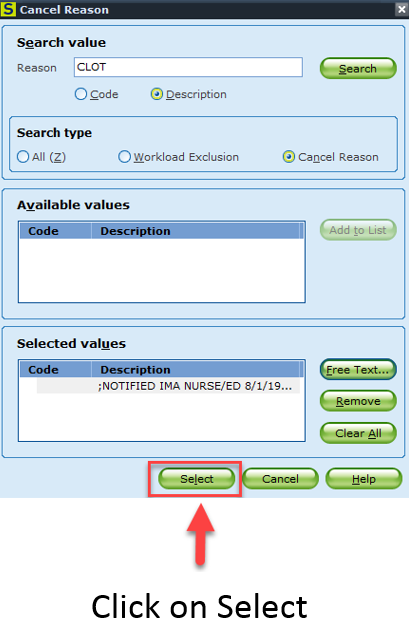 S Cancel Reason
Search value
Reason CLOT Search
Code Description
Search type
All (Z) Workload Exclusion Cancel Reason
Available values
Code Description Add to List
Selected values
Code Description Free Text...
;NOTIFIED IMA NURSE/ED 8/1/19...
Remove
Clear All
Select Cancel Help
Click on Select